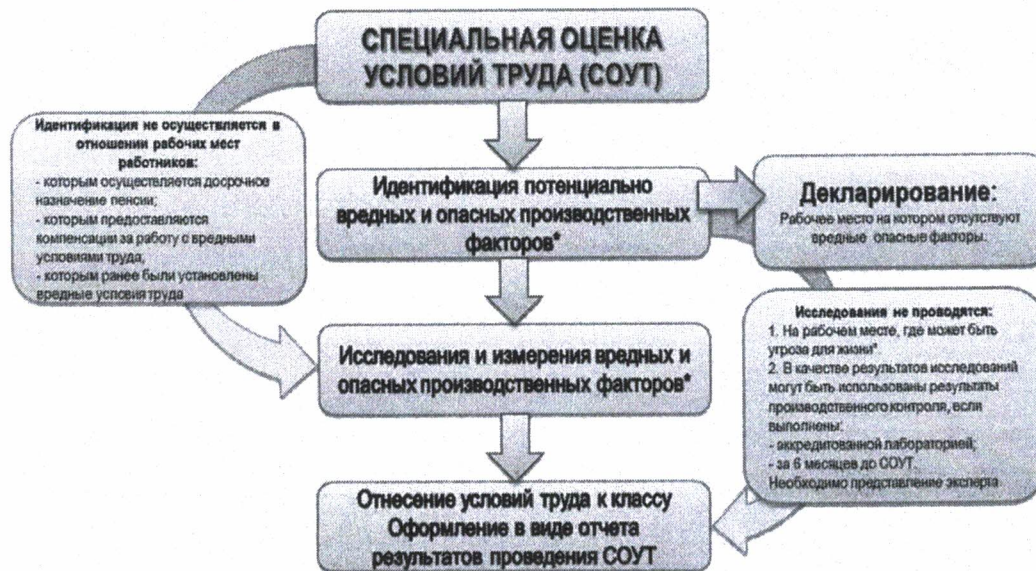 СПЕЦИАЛЬНАЯ ОЦЕНКА
УСЛОВИЙ ТРУДА (СОУТ)
Идентификация не осуществляется в
отношении рабочих мест
работников:
- которым осуществляется досрочное
назначение пенсии;
- которым предоставляются
компенсации за работу с вредными
условиями труда;
- которым ранее были установлены
вредные условия труда
Идентификация потенциально
вредных и опасных производственных
факторов*
Декларирование:
Рабочее место на котором отсутствуют
вредные опасные факторы.
Исследования и измерения вредных и
опасных производственных факторов*
Исследования не проводятся:
1. На рабочем месте, где может быть
угроза для жизни*.
2. В качестве результатов исследований
могут быть использованы результаты
производственного контроля, если
выполнены:
- аккредитованной лабораторией;
- за 6 месяцев до СОУТ.
Необходимо представление эксперта
Отнесение условий труда к классу
Оформление в виде отчета
результатов проведения СОУТ